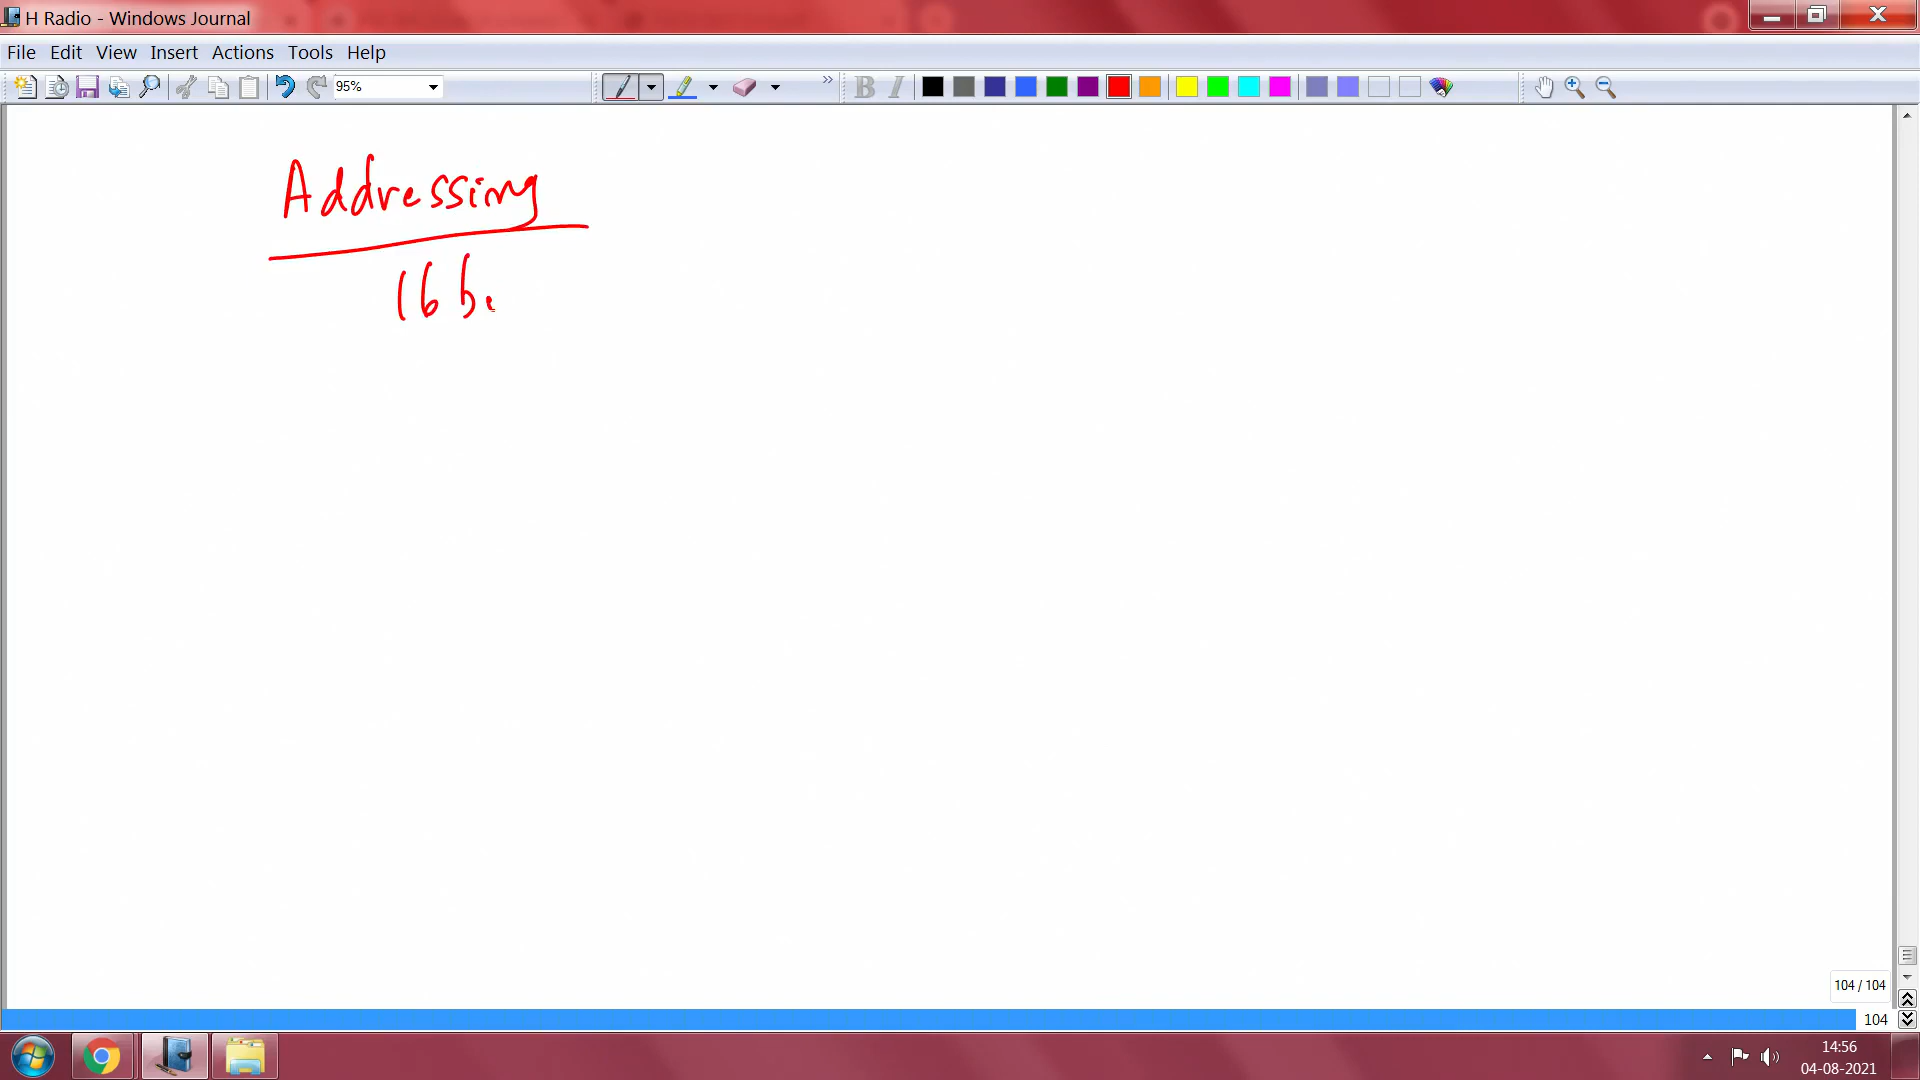 H Radio - Windows Journal
File Edit View Insert Actions Tools Help
95%
B I
Addressing
16 b
104 / 104
104
14:56
04-08-2021